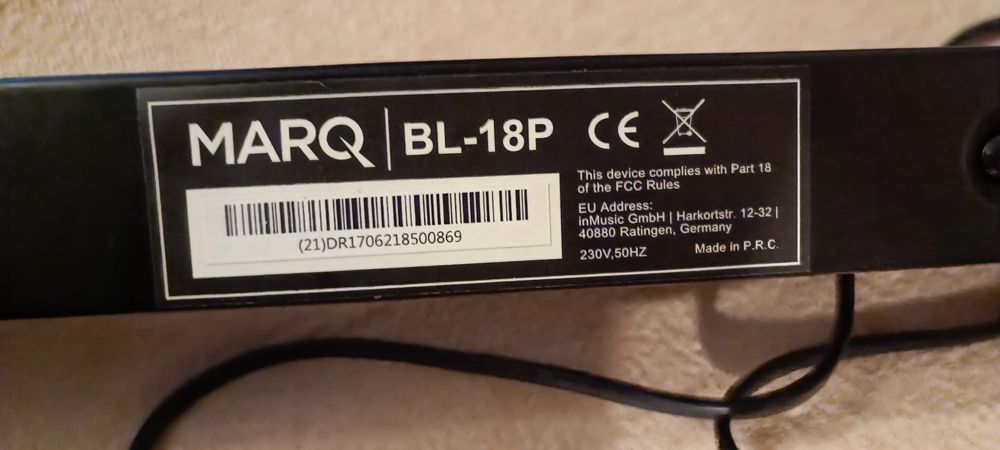 MARQ | BL-18P
(21)DR1706218500869
This device complies with Part 18
of the FCC Rules
EU Address:
inMusic GmbH | Harkortstr. 12-32 |
40880 Ratingen, Germany
230V,50HZ
Made in P.R.C.